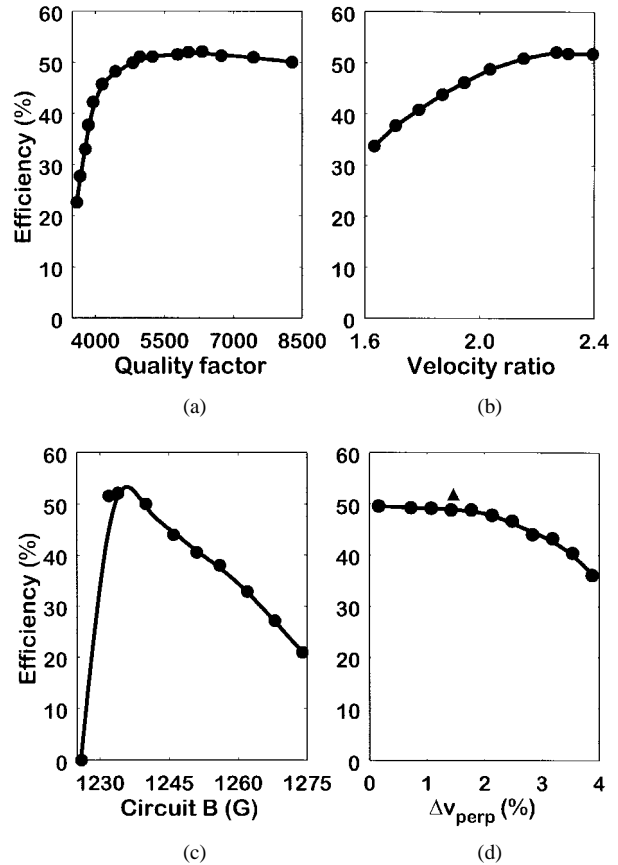 60
50
40
30
20
10
0
Efficiency (%)
4000 5500 7000 8500
Quality factor
(a)
60
50
40
30
20
10
0
1.6 2.0 2.4
Velocity ratio
(b)
60
50
40
30
20
10
0
Efficiency (%)
1230 1245 1260 1275
Circuit B (G)
(c)
60
50
40
30
20
10
0
0 1 2 3 4
Δv_perp (%)
(d)